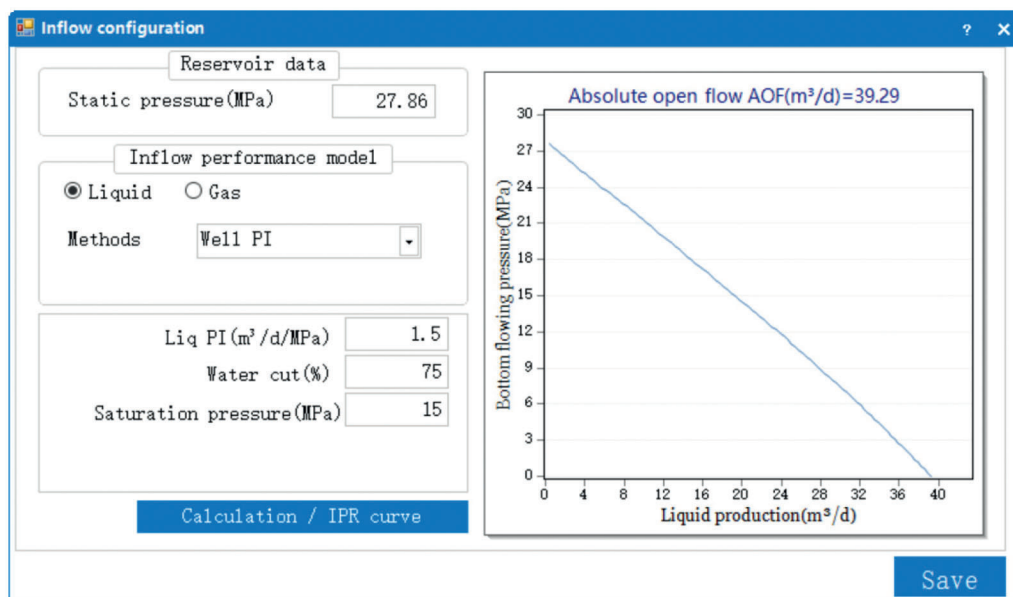 Inflow configuration
?
×
Reservoir data
Static pressure(MPa) 27.86
Inflow performance model
Liquid Gas
Methods Well PI
Liq PI(m³/d/MPa) 1.5
Water cut(%) 75
Saturation pressure(MPa) 15
Calculation / IPR curve
Absolute open flow AOF(m³/d)=39.29
Bottom flowing pressure(MPa)
30
27
24
21
18
15
12
9
6
3
0
0 4 8 12 16 20 24 28 32 36 40
Liquid production(m³/d)
Save